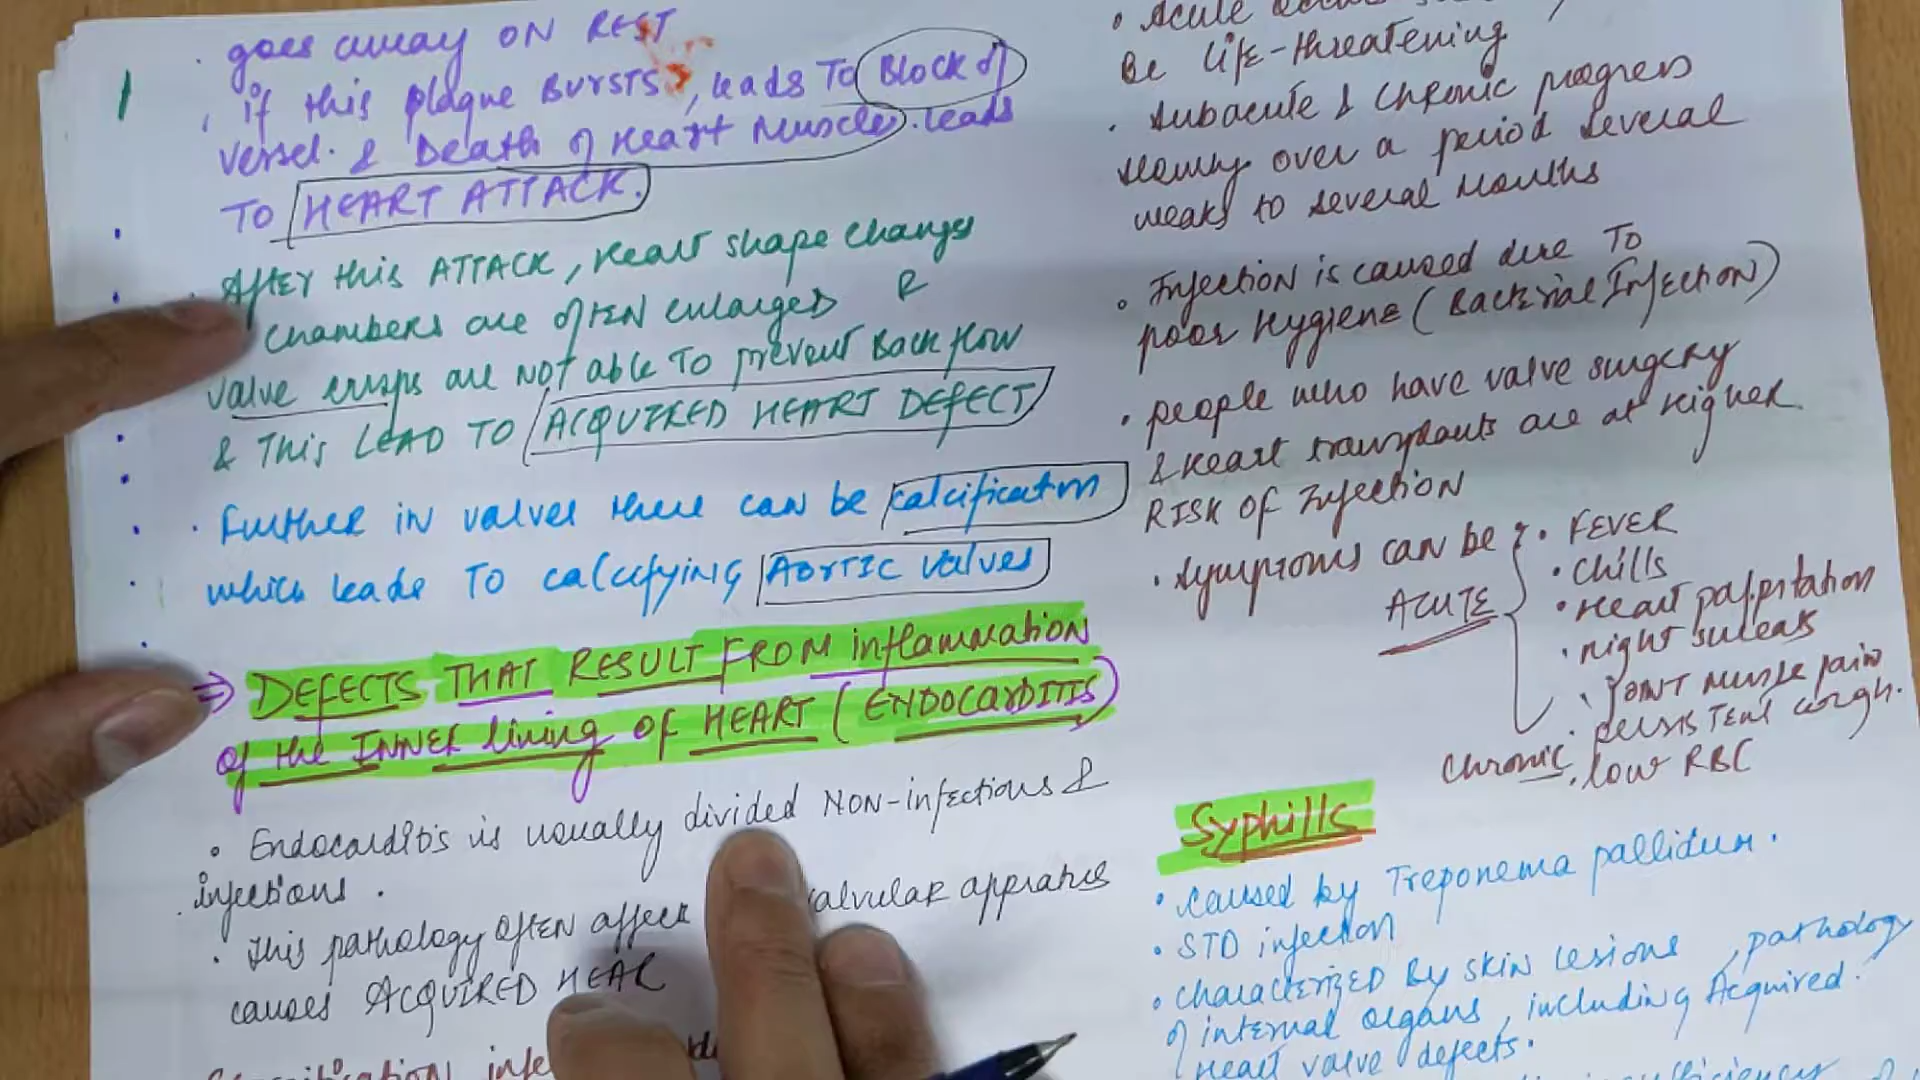 goes away ON REST
if this plaque BURSTS, leads TO BLOCK of
vessel. & Death of Heart Muscles. leads
TO HEART ATTACK.
AfTER this ATTACK, Heart shape changes
&
chambers are ofTEN enlarged
valve cusps are NOT able TO prevent Back flow
& THis LEAD TO ACQUIRED HEART DEFECT
Further in valves there can be calcification
which leads TO calcifyING AORTIC valves
⇒ DEFECTS THAT RESULT FROM inflammation
of the INNER lining of HEART (ENDOCARDITIS)
• Endocarditis is usually divided NON-infectious &
infections.
• This pathology OfTEN affect valvular appratus
causes ACQUIRED HEAR
• Acute
Be life-threatening
• subacute & chronic progress
slowly over a period several
weaks to several Months
• Infection is caused due TO
poor Hygiene (Bacterial Infection)
• people who have valve surgery
& Heart transplants are at Higher
RISK OF Infection
• symptoms can be : • FEVER
• chills
ACUTE
• Heart palpitation
• night sweats
• JOINT muscle pain
• persisTent cough.
Chronic. • low RBC
Syphills
• caused by Treponema pallidum.
• STD infection
• characterized By skin lesions, pathology
of internal organs, including Acquired.
Heart valve defects.